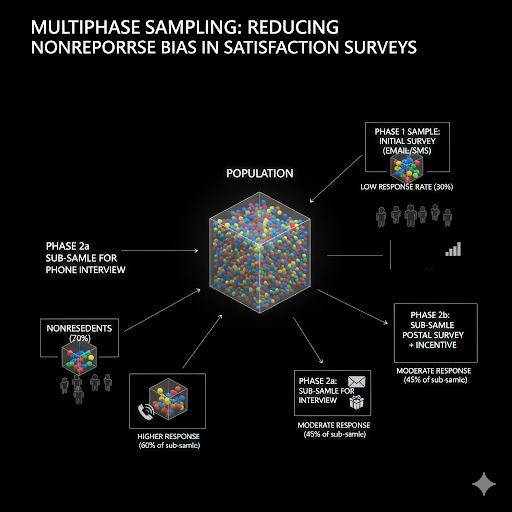 MULTIPHASE SAMPLING: REDUCING
NONREPORRSE BIAS IN SATISFACTION SURVEYS
PHASE 1 SAMPLE:
INITIAL SURVEY
(EMAIL/SMS)
LOW RESPONSE RATE (30%)
POPULATION
PHASE 2a
SUB-SAMLE FOR
PHONE INTERVIEW
NONRESEDENTS
(70%)
HIGHER RESPONSE
(60% of sub-samle)
PHASE 2a:
SUB-SAMLE FOR
INTERVIEW
MODERATE RESPONSE
(45% of sub-samle)
PHASE 2b:
SUB-SAMLE
POSTAL SURVEY
+ INCENTIVE
MODERATE RESPONSE
(45% of sub-samle)